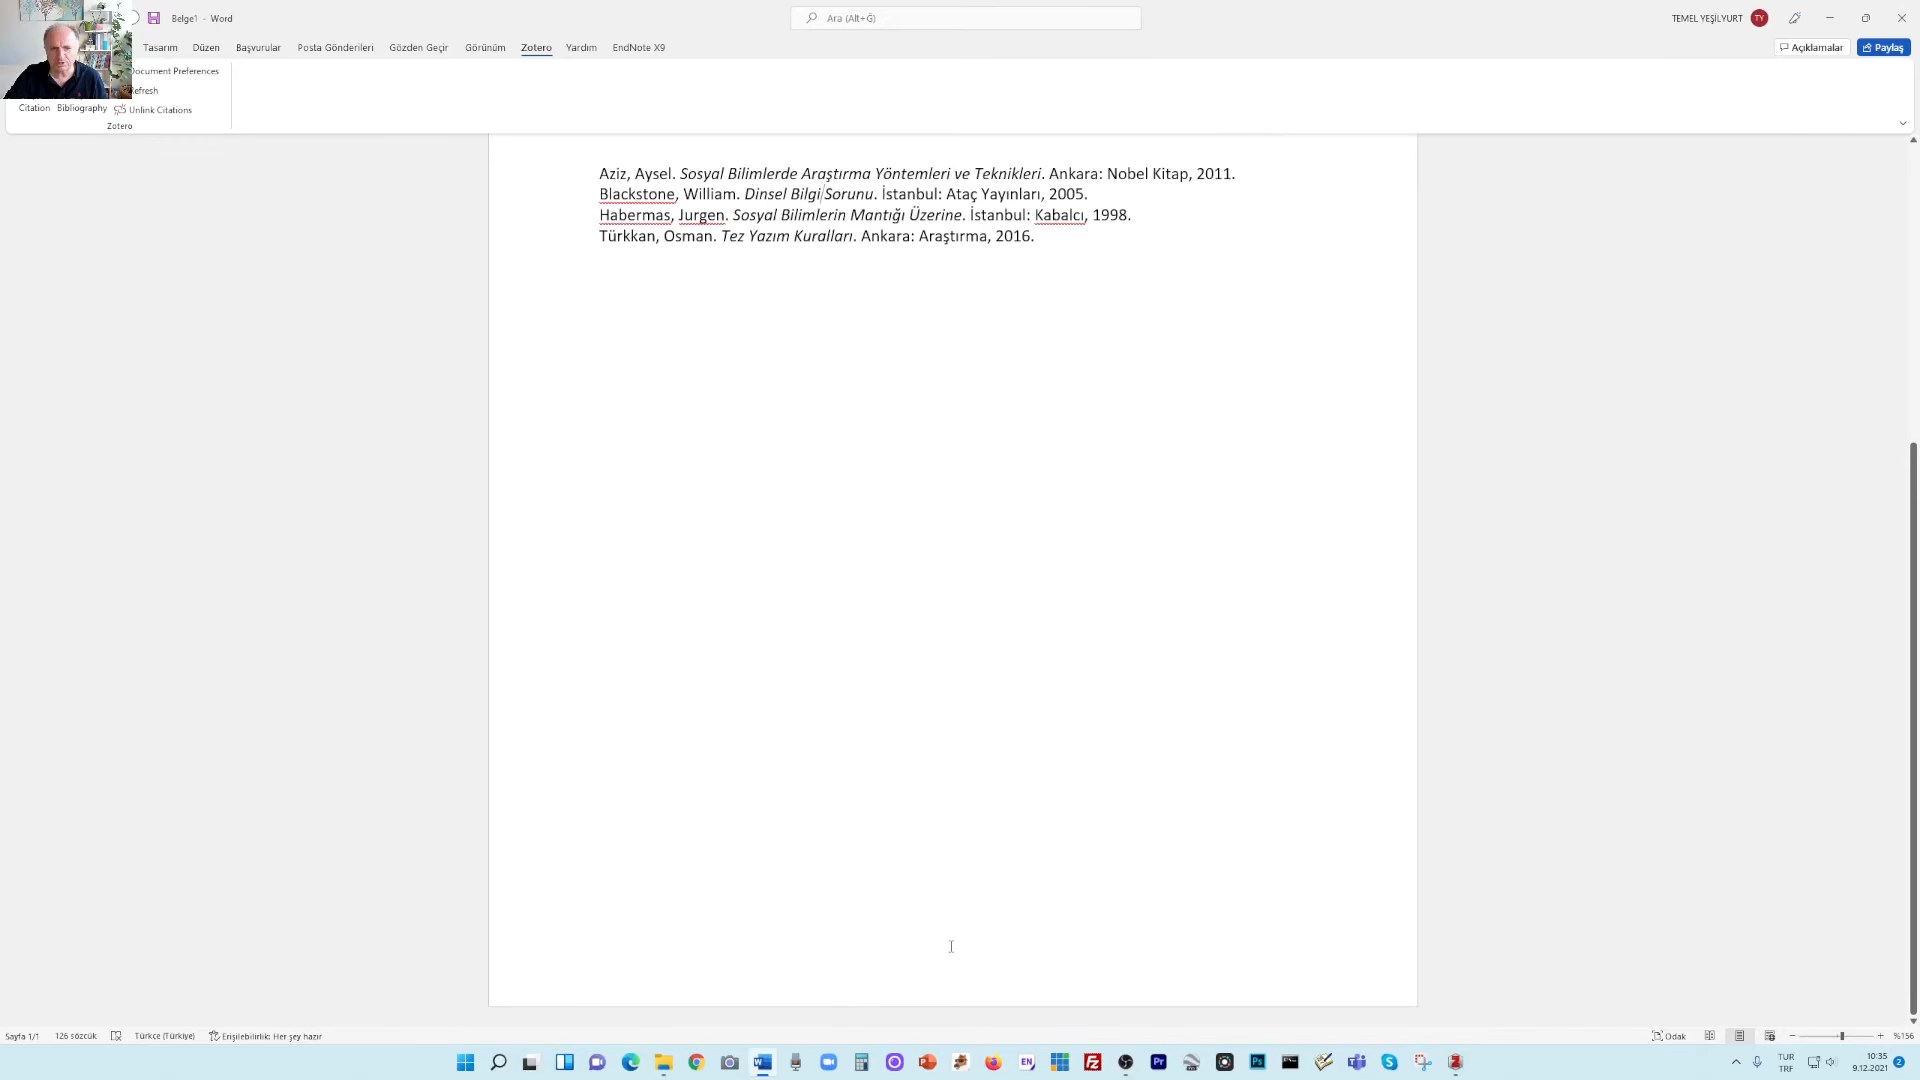 Belge1 - Word
Ara (Alt+Ğ)
TEMEL YEŞİLYURT
TY
Tasarım Düzen Başvurular Posta Gönderileri Gözden Geçir Görünüm Zotero Yardım EndNote X9
Açıklamalar
Paylaş
Document Preferences
Refresh
Citation Bibliography Unlink Citations
Zotero
Aziz, Aysel. Sosyal Bilimlerde Araştırma Yöntemleri ve Teknikleri. Ankara: Nobel Kitap, 2011.
Blackstone, William. Dinsel Bilgi Sorunu. İstanbul: Ataç Yayınları, 2005.
Habermas, Jurgen. Sosyal Bilimlerin Mantığı Üzerine. İstanbul: Kabalcı, 1998.
Türkkan, Osman. Tez Yazım Kuralları. Ankara: Araştırma, 2016.
Sayfa 1/1 126 sözcük Türkçe (Türkiye) Erişilebilirlik: Her şey hazır
Odak
%156
TUR
TRF
10:35
9.12.2021
2